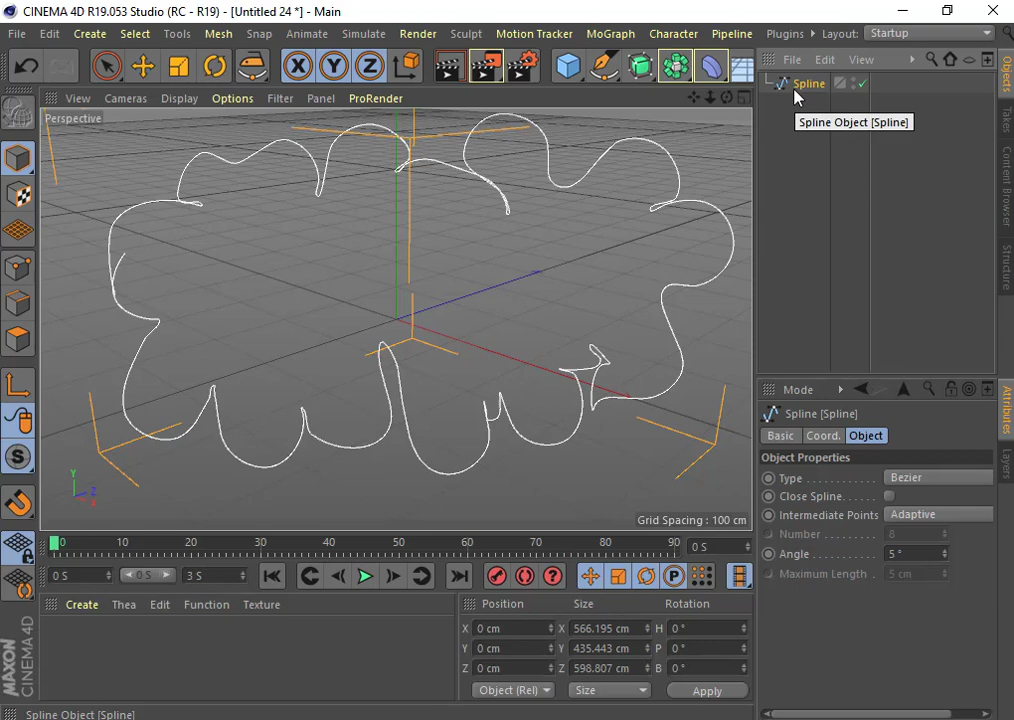 CINEMA 4D R19.053 Studio (RC - R19) - [Untitled 24 *] - Main
File Edit Create Select Tools Mesh Snap Animate Simulate Render Sculpt Motion Tracker MoGraph Character Pipeline Plugins Layout: Startup
View Cameras Display Options Filter Panel ProRender
Perspective
File Edit View
Spline
Spline Object [Spline]
Objects
Takes
Content Browser
Structure
Y
Z
X
Grid Spacing : 100 cm
Mode
Spline [Spline]
Basic Coord. Object
Object Properties
Type Bezier
Close Spline
Intermediate Points Adaptive
Number 8
Angle 5 °
Maximum Length 5 cm
Attributes
Layers
0 10 20 30 40 50 60 70 80 90 0 S
0 S 0 S 3 S
Create Thea Edit Function Texture
Position Size Rotation
X 0 cm X 566.195 cm H 0 °
Y 0 cm Y 435.443 cm P 0 °
Z 0 cm Z 598.807 cm B 0 °
Object (Rel) Size Apply
MAXON
CINEMA 4D
Spline Object [Spline]